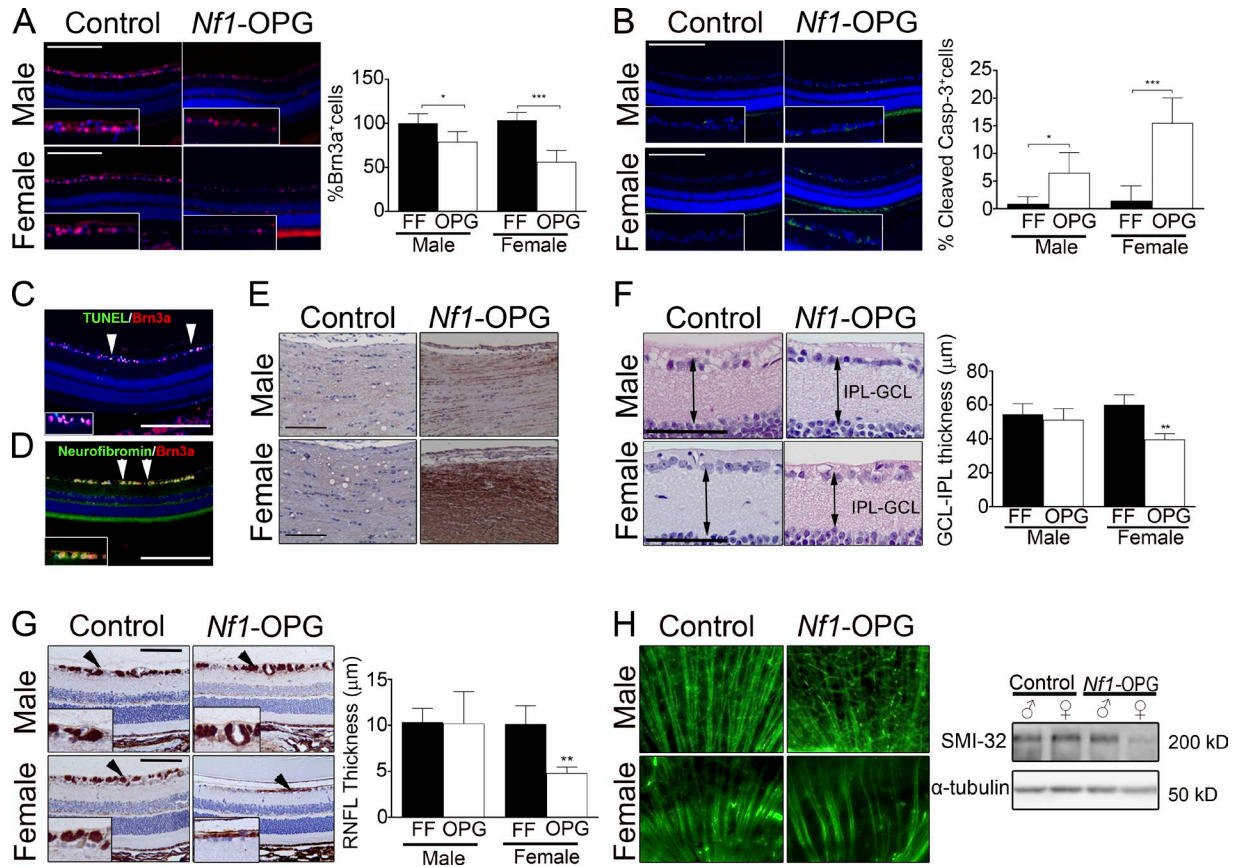 A
Control
Nf1-OPG
Male
Female
%Brn3a+cells
150
100
50
0
*
***
FF OPG
FF OPG
Male
Female
B
Control
Nf1-OPG
Male
Female
% Cleaved Casp-3+cells
25
20
15
10
5
0
*
***
FF OPG
FF OPG
Male
Female
C
TUNEL/Brn3a
D
Neurofibromin/Brn3a
E
Control
Nf1-OPG
Male
Female
F
Control
Nf1-OPG
Male
Female
IPL-GCL
IPL-GCL
GCL-IPL thickness (μm)
80
60
40
20
0
**
FF OPG
FF OPG
Male
Female
G
Control
Nf1-OPG
Male
Female
RNFL Thickness (μm)
15
10
5
0
**
FF OPG
FF OPG
Male
Female
H
Control
Nf1-OPG
Male
Female
Control Nf1-OPG
♂ ♀ ♂ ♀
SMI-32
200 kD
α-tubulin
50 kD